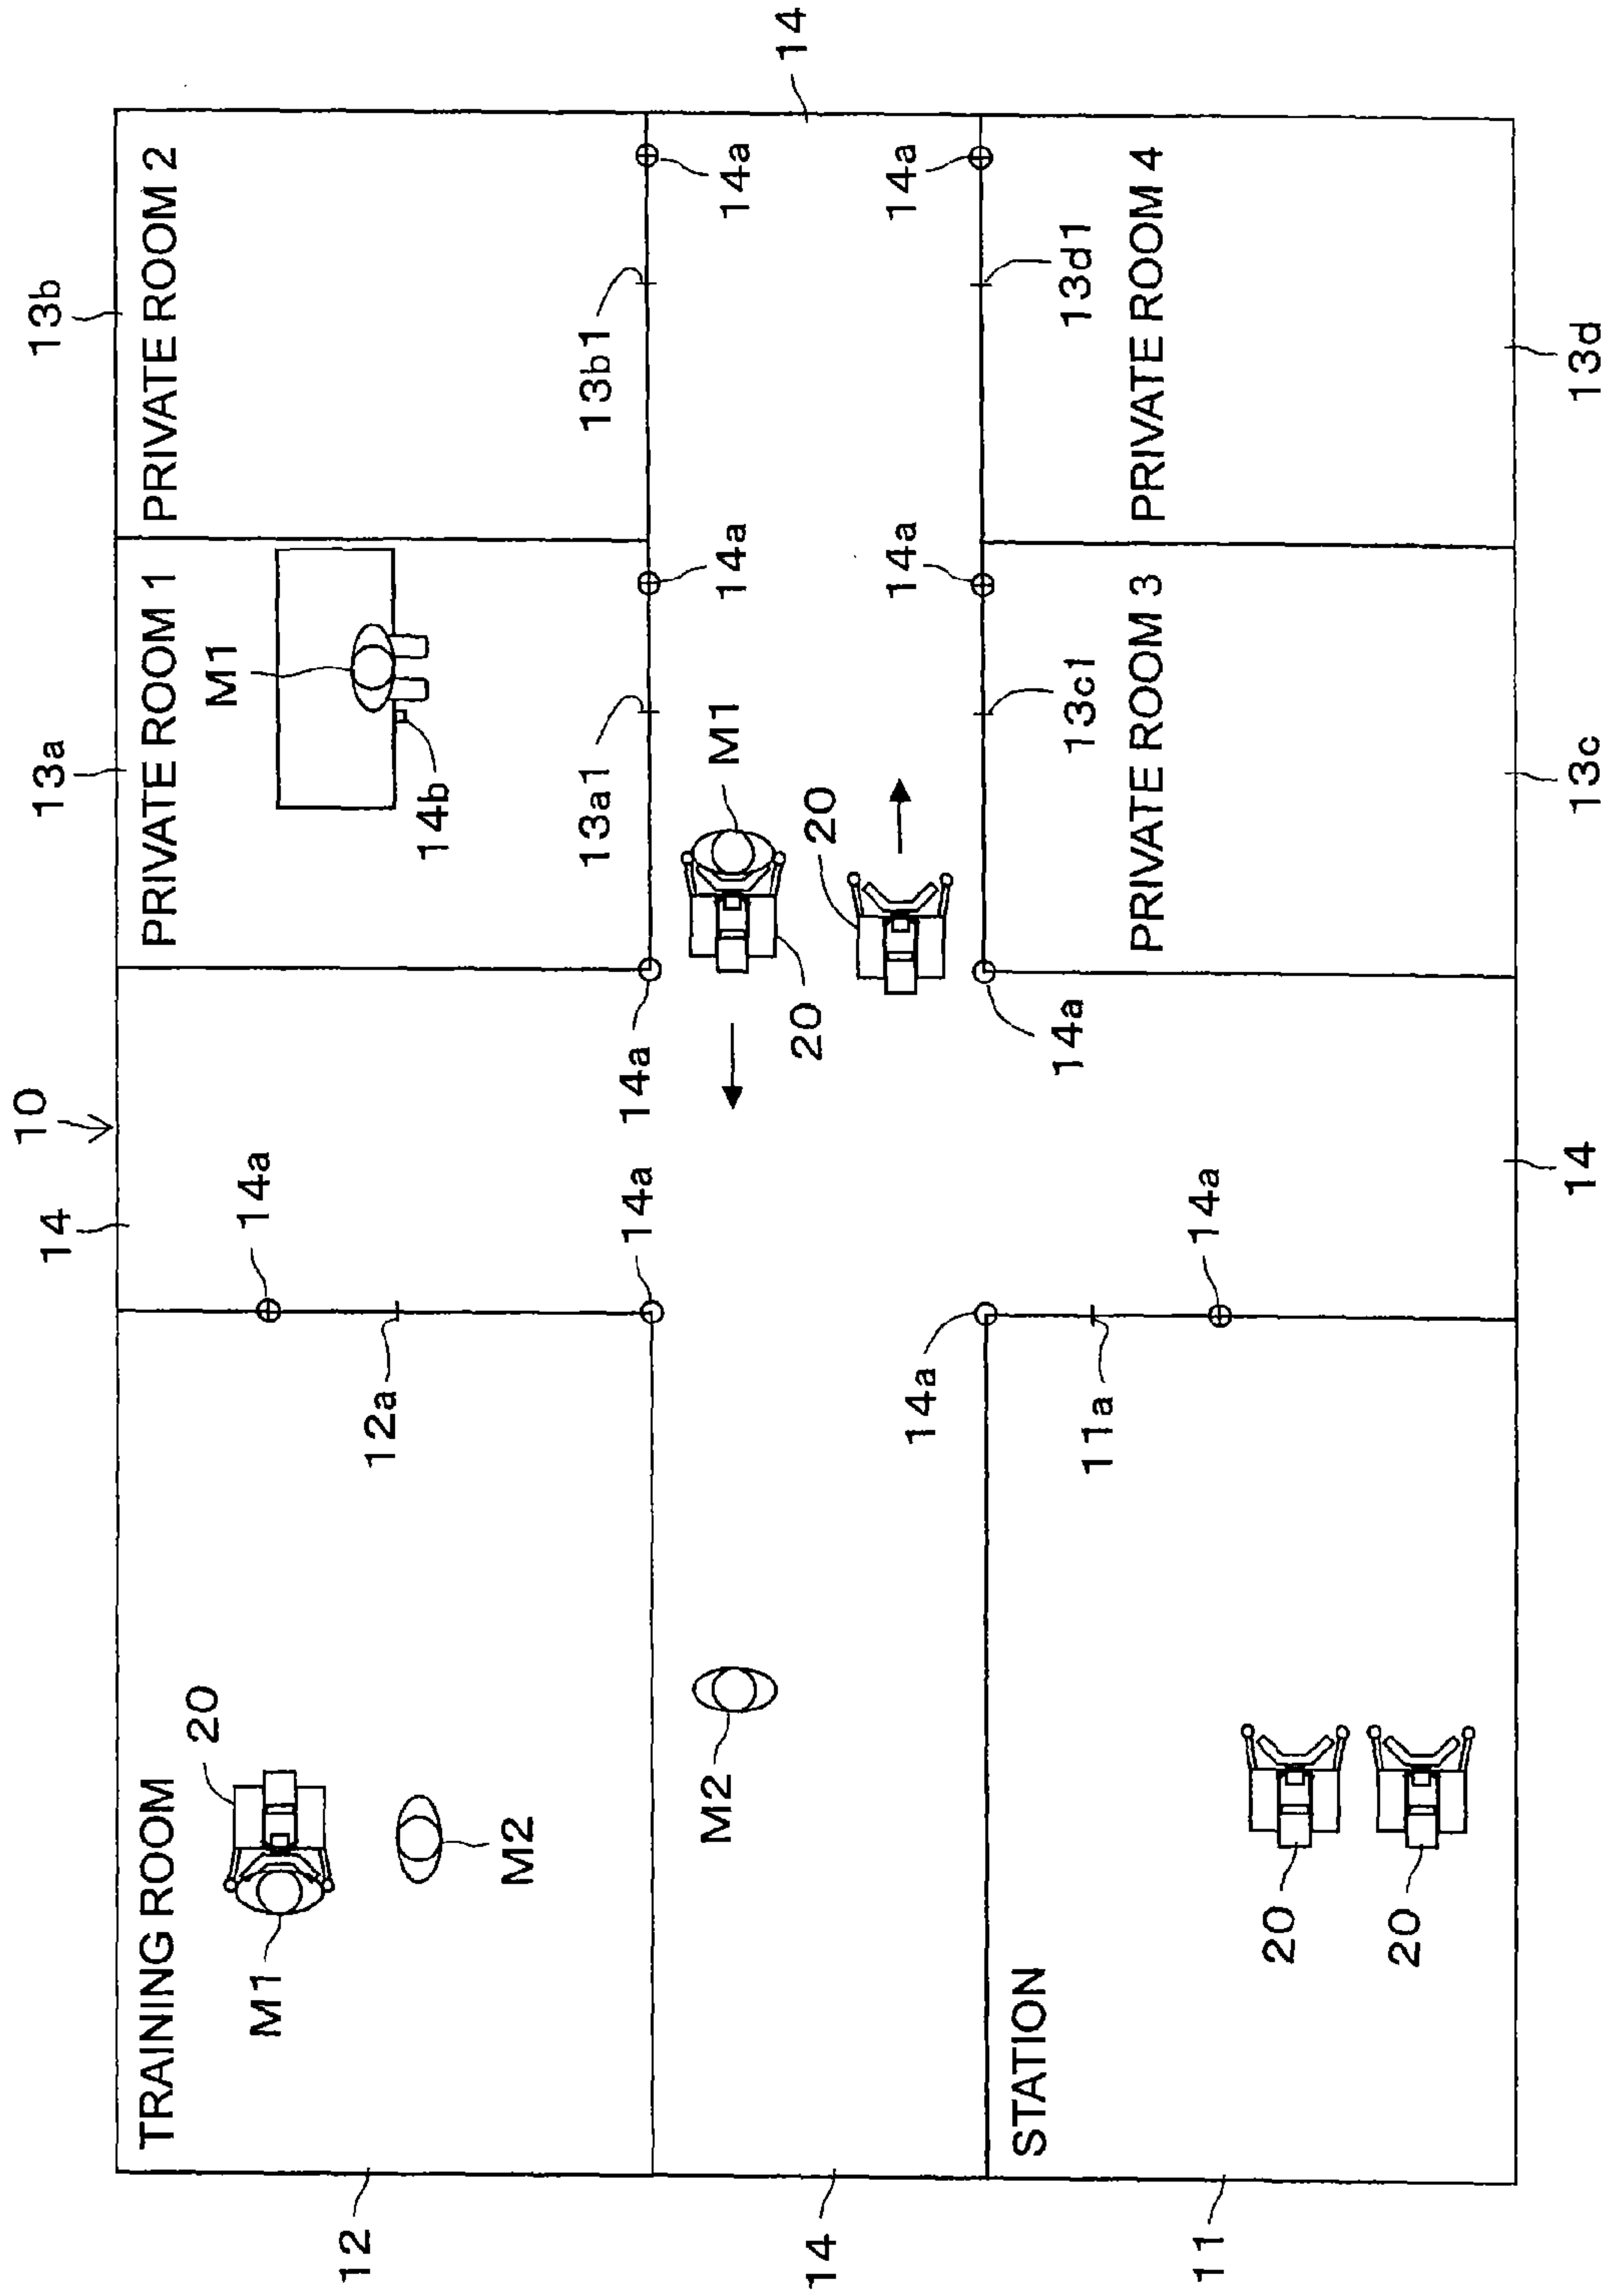 10
14
13a
13b
TRAINING ROOM
PRIVATE ROOM 1
PRIVATE ROOM 2
20
M1
14a
M1
12
12a
14b
M2
13a1
13b1
14a
14a
M2
M1
14a
14a
14
20
20
14
14a
14a
14a
STATION
14a
13c1
13d1
11a
PRIVATE ROOM 3
PRIVATE ROOM 4
14a
11
20
20
14
13c
13d